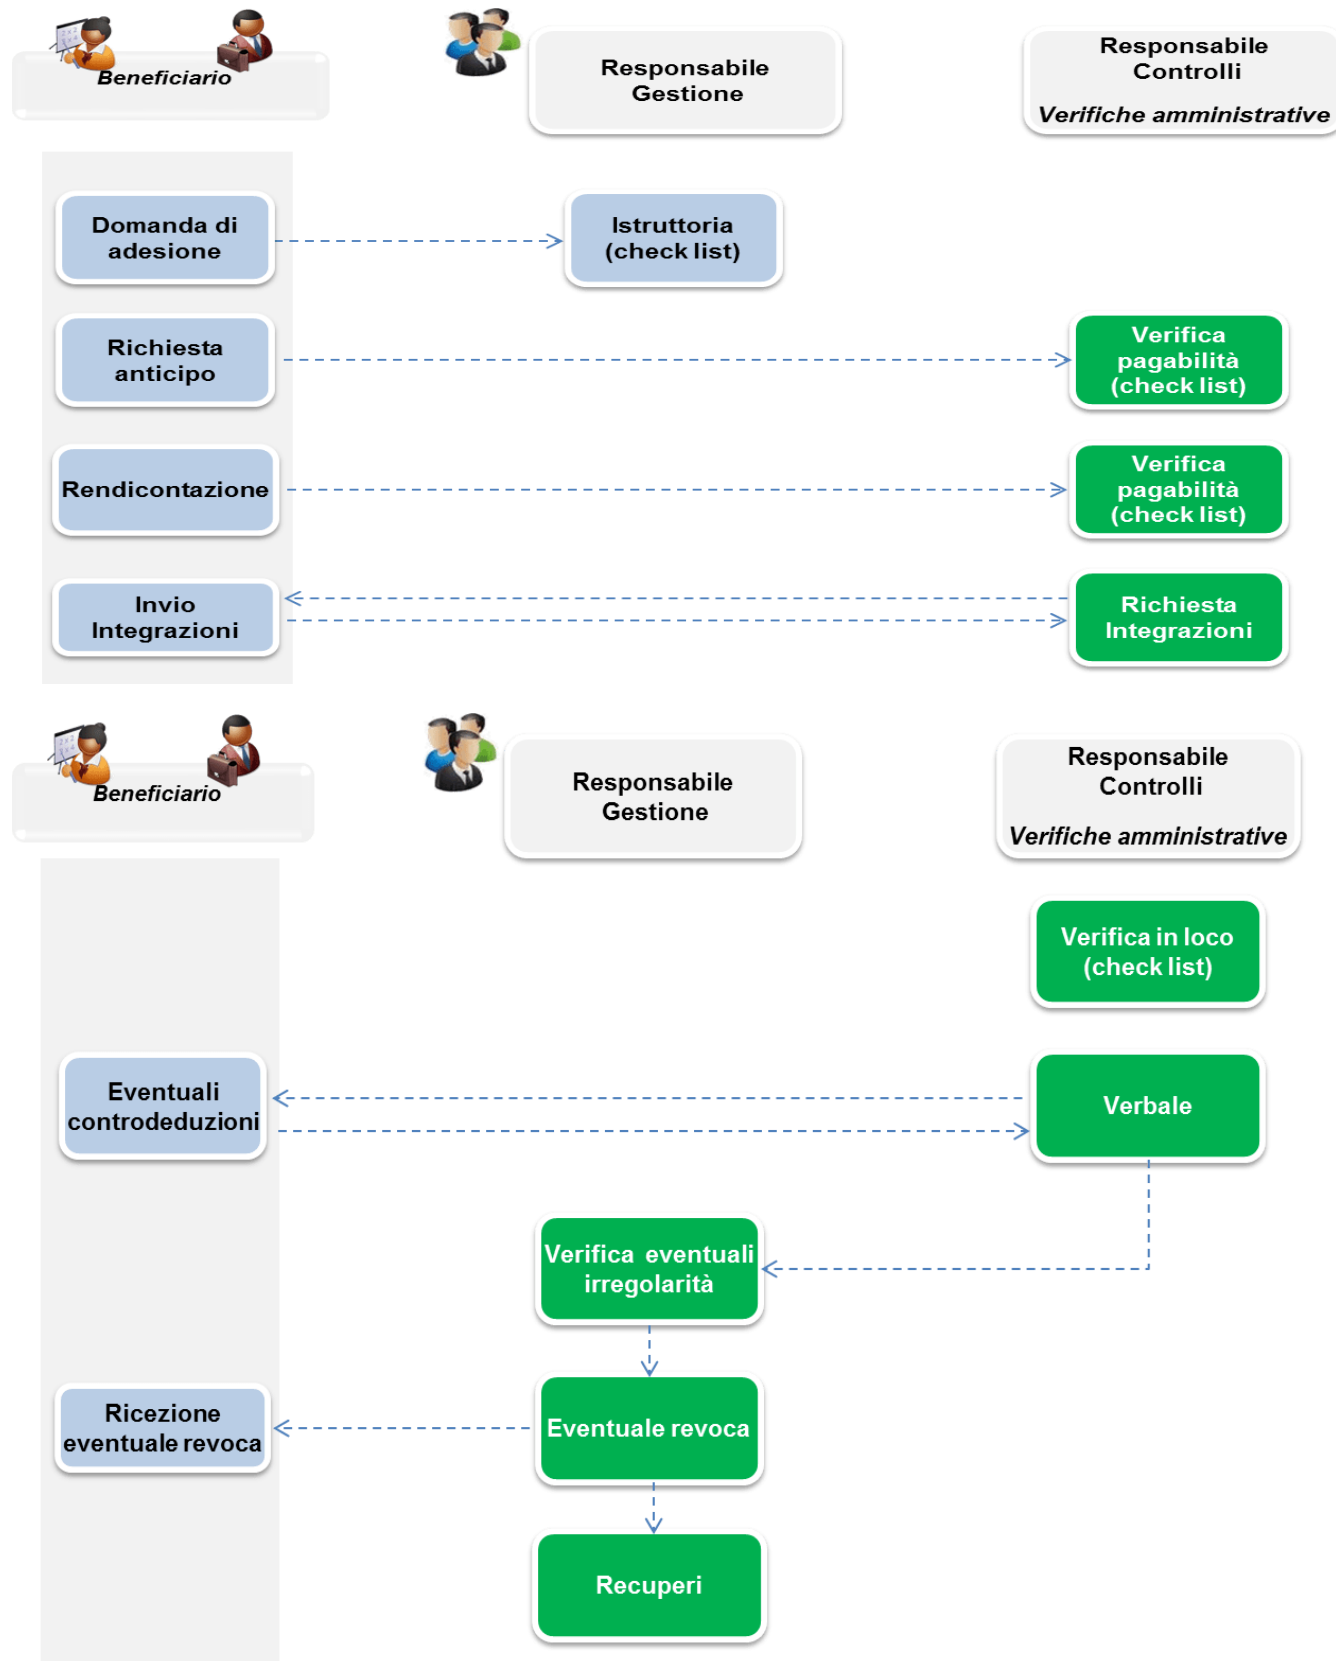 Beneficiario
Responsabile
Gestione
Responsabile
Controlli
Verifiche amministrative
Domanda di
adesione
Istruttoria
(check list)
Richiesta
anticipo
Verifica
pagabilità
(check list)
Rendicontazione
Verifica
pagabilità
(check list)
Invio
Integrazioni
Richiesta
Integrazioni
Beneficiario
Responsabile
Gestione
Responsabile
Controlli
Verifiche amministrative
Verifica in loco
(check list)
Eventuali
controdeduzioni
Verbale
Verifica eventuali
irregolarità
Ricezione
eventuale revoca
Eventuale revoca
Recuperi